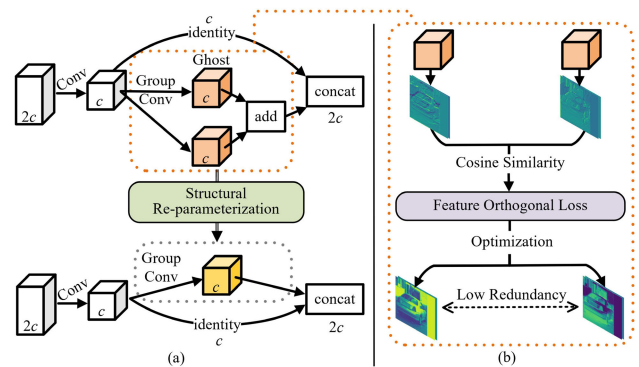 c
identity
Ghost
Conv
Group
Conv
2c
c
c
c
add
concat
2c
Structural
Re-parameterization
Group
Conv
Conv
2c
c
c
concat
2c
identity
c
(a)
Cosine Similarity
Feature Orthogonal Loss
Optimization
Low Redundancy
(b)